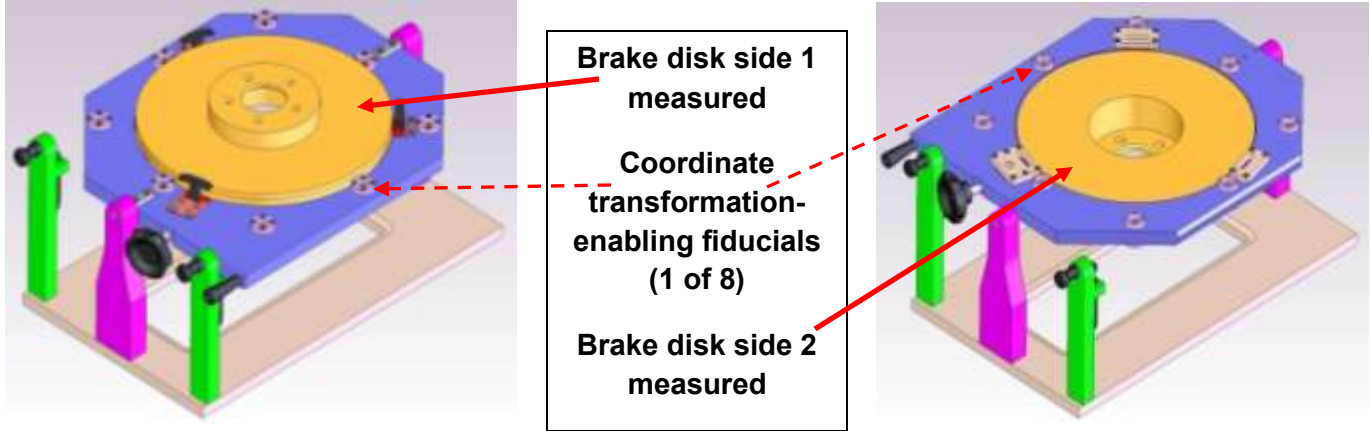 Brake disk side 1
measured
Coordinate
transformation-
enabling fiducials
(1 of 8)
Brake disk side 2
measured